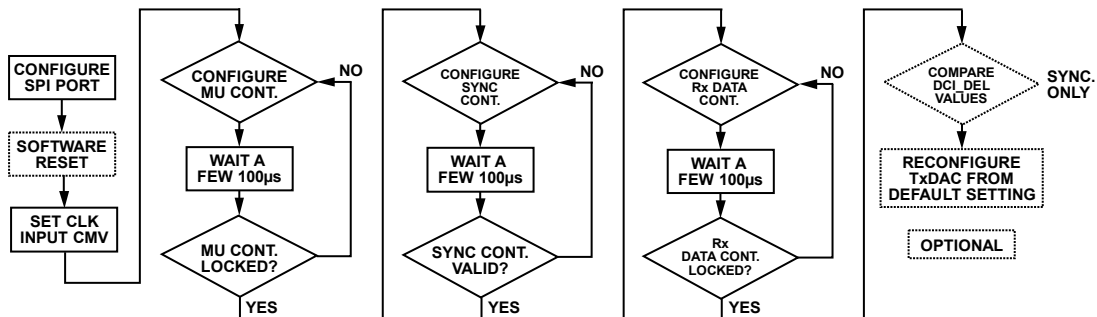 CONFIGURE
SPI PORT
SOFTWARE
RESET
SET CLK
INPUT CMV
CONFIGURE
MU CONT.
NO
WAIT A
FEW 100µs
MU CONT.
LOCKED?
YES
CONFIGURE
SYNC
CONT.
NO
WAIT A
FEW 100µs
SYNC CONT.
VALID?
YES
CONFIGURE
Rx DATA
CONT.
NO
WAIT A
FEW 100µs
Rx
DATA CONT.
LOCKED?
YES
COMPARE
DCI_DEL
VALUES
SYNC.
ONLY
RECONFIGURE
TxDAC FROM
DEFAULT SETTING
OPTIONAL